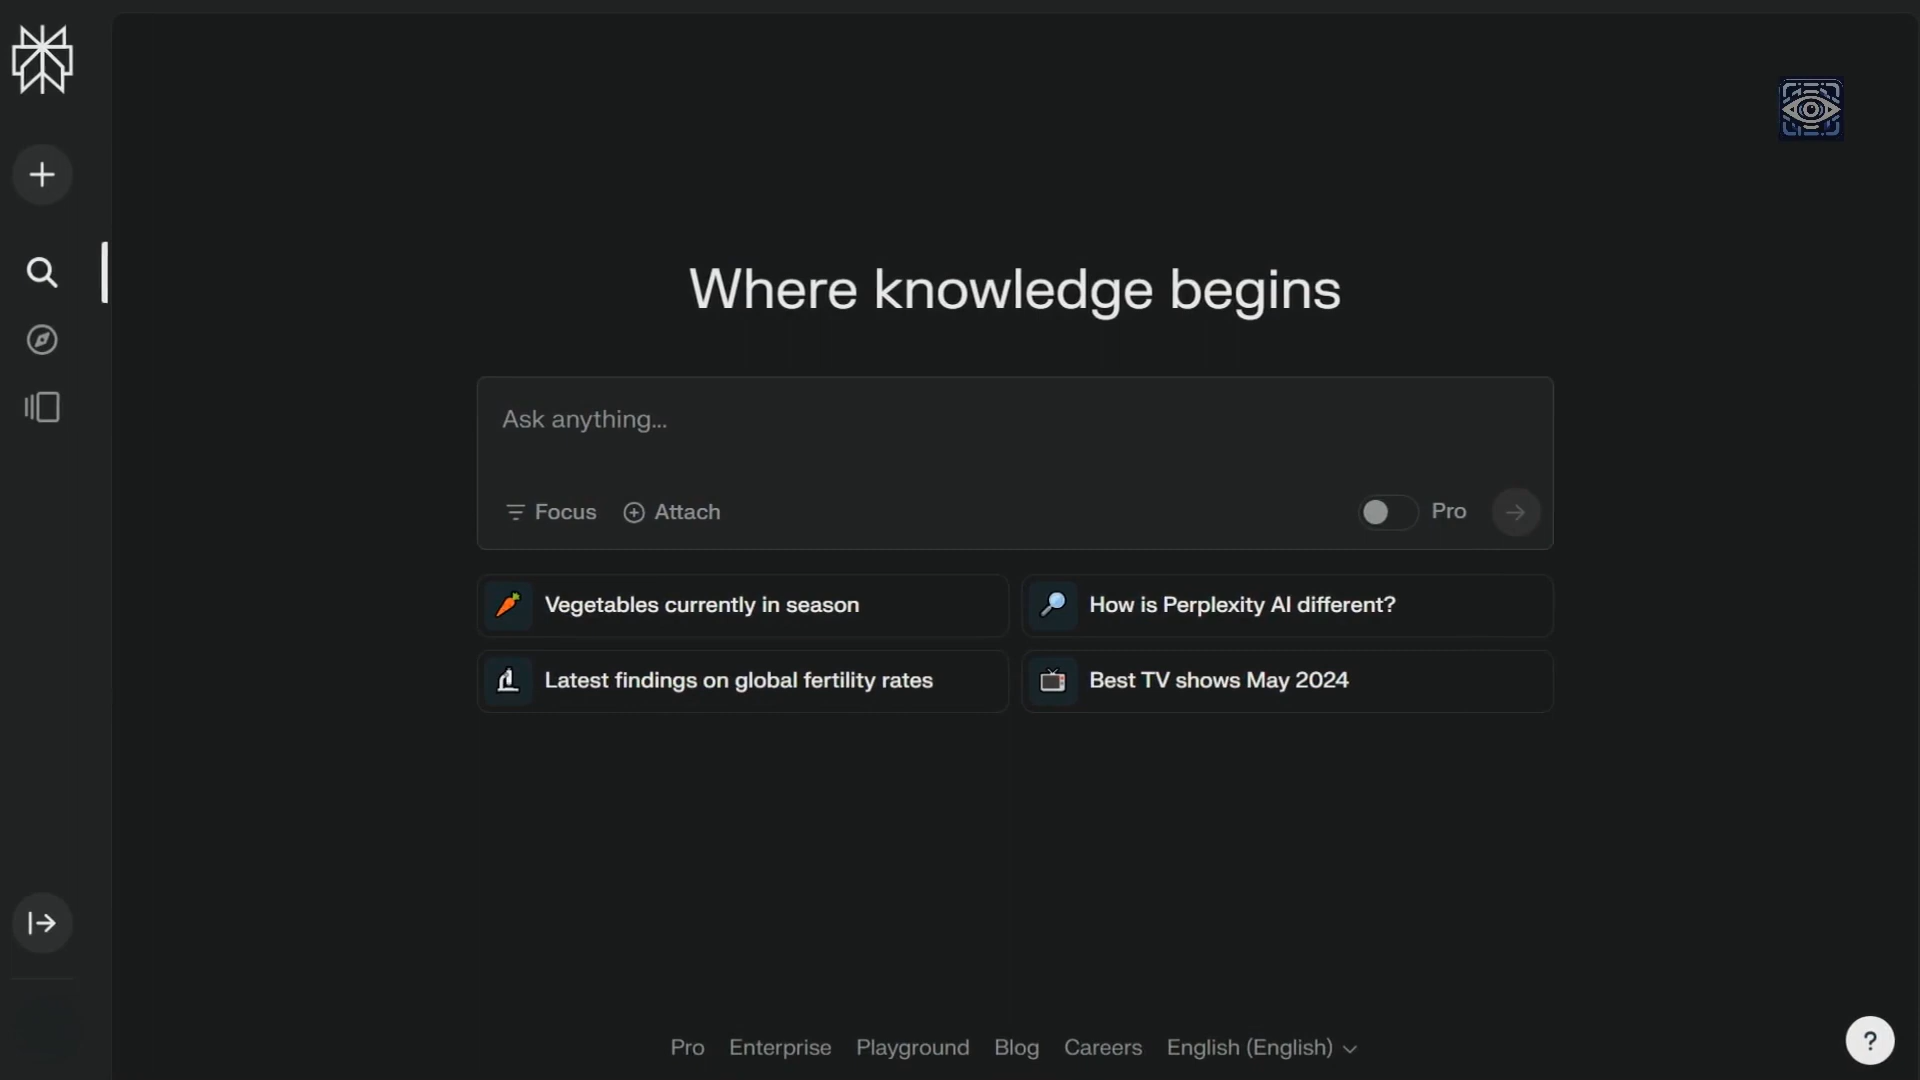 Where knowledge begins
Ask anything...
Focus Attach Pro
Vegetables currently in season
How is Perplexity AI different?
Latest findings on global fertility rates
Best TV shows May 2024
Pro Enterprise Playground Blog Careers English (English)
?